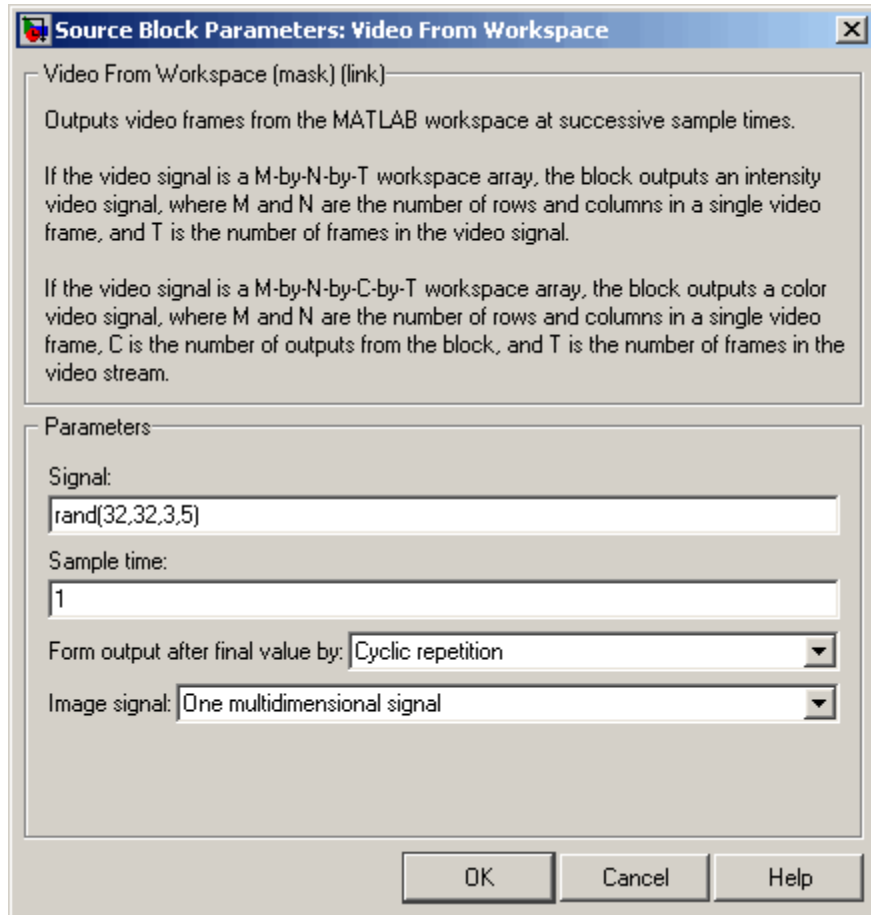 Source Block Parameters: Video From Workspace
Video From Workspace (mask) (link)
Outputs video frames from the MATLAB workspace at successive sample times.
If the video signal is a M-by-N-by-T workspace array, the block outputs an intensity
video signal, where M and N are the number of rows and columns in a single video
frame, and T is the number of frames in the video signal.
If the video signal is a M-by-N-by-C-by-T workspace array, the block outputs a color
video signal, where M and N are the number of rows and columns in a single video
frame, C is the number of outputs from the block, and T is the number of frames in the
video stream.
Parameters
Signal:
rand(32,32,3,5)
Sample time:
1
Form output after final value by: Cyclic repetition
Image signal: One multidimensional signal
OK Cancel Help